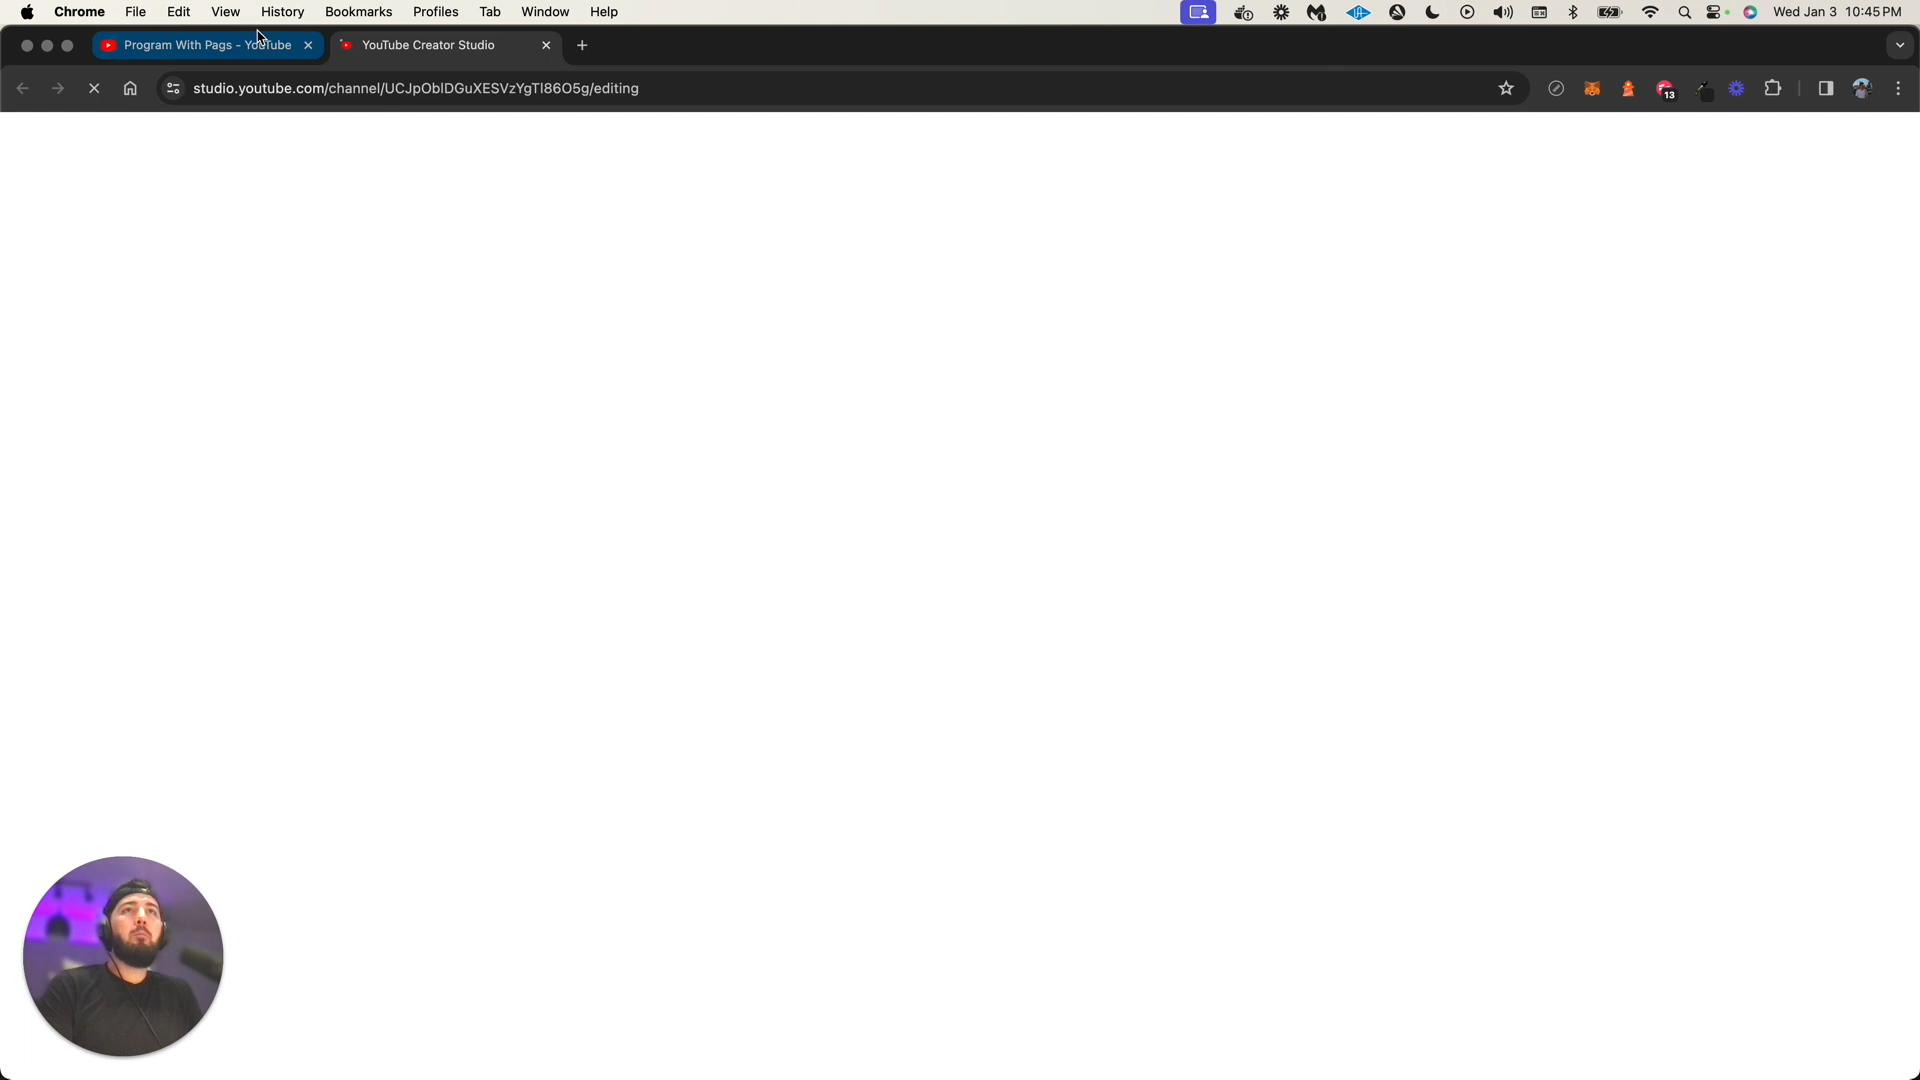 Chrome File Edit View History Bookmarks Profiles Tab Window Help Wed Jan 3 10:45 PM
Program With Pags - YouTube YouTube Creator Studio
studio.youtube.com/channel/UCJpOblDGuXESVzYgTl86O5g/editing 13